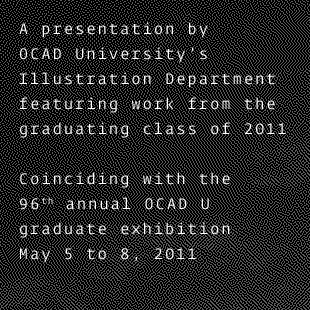 A presentation by
OCAD University's
Illustration Department
featuring work from the
graduating class of 2011
Coinciding with the
96th annual OCAD U
graduate exhibition
May 5 to 8, 2011